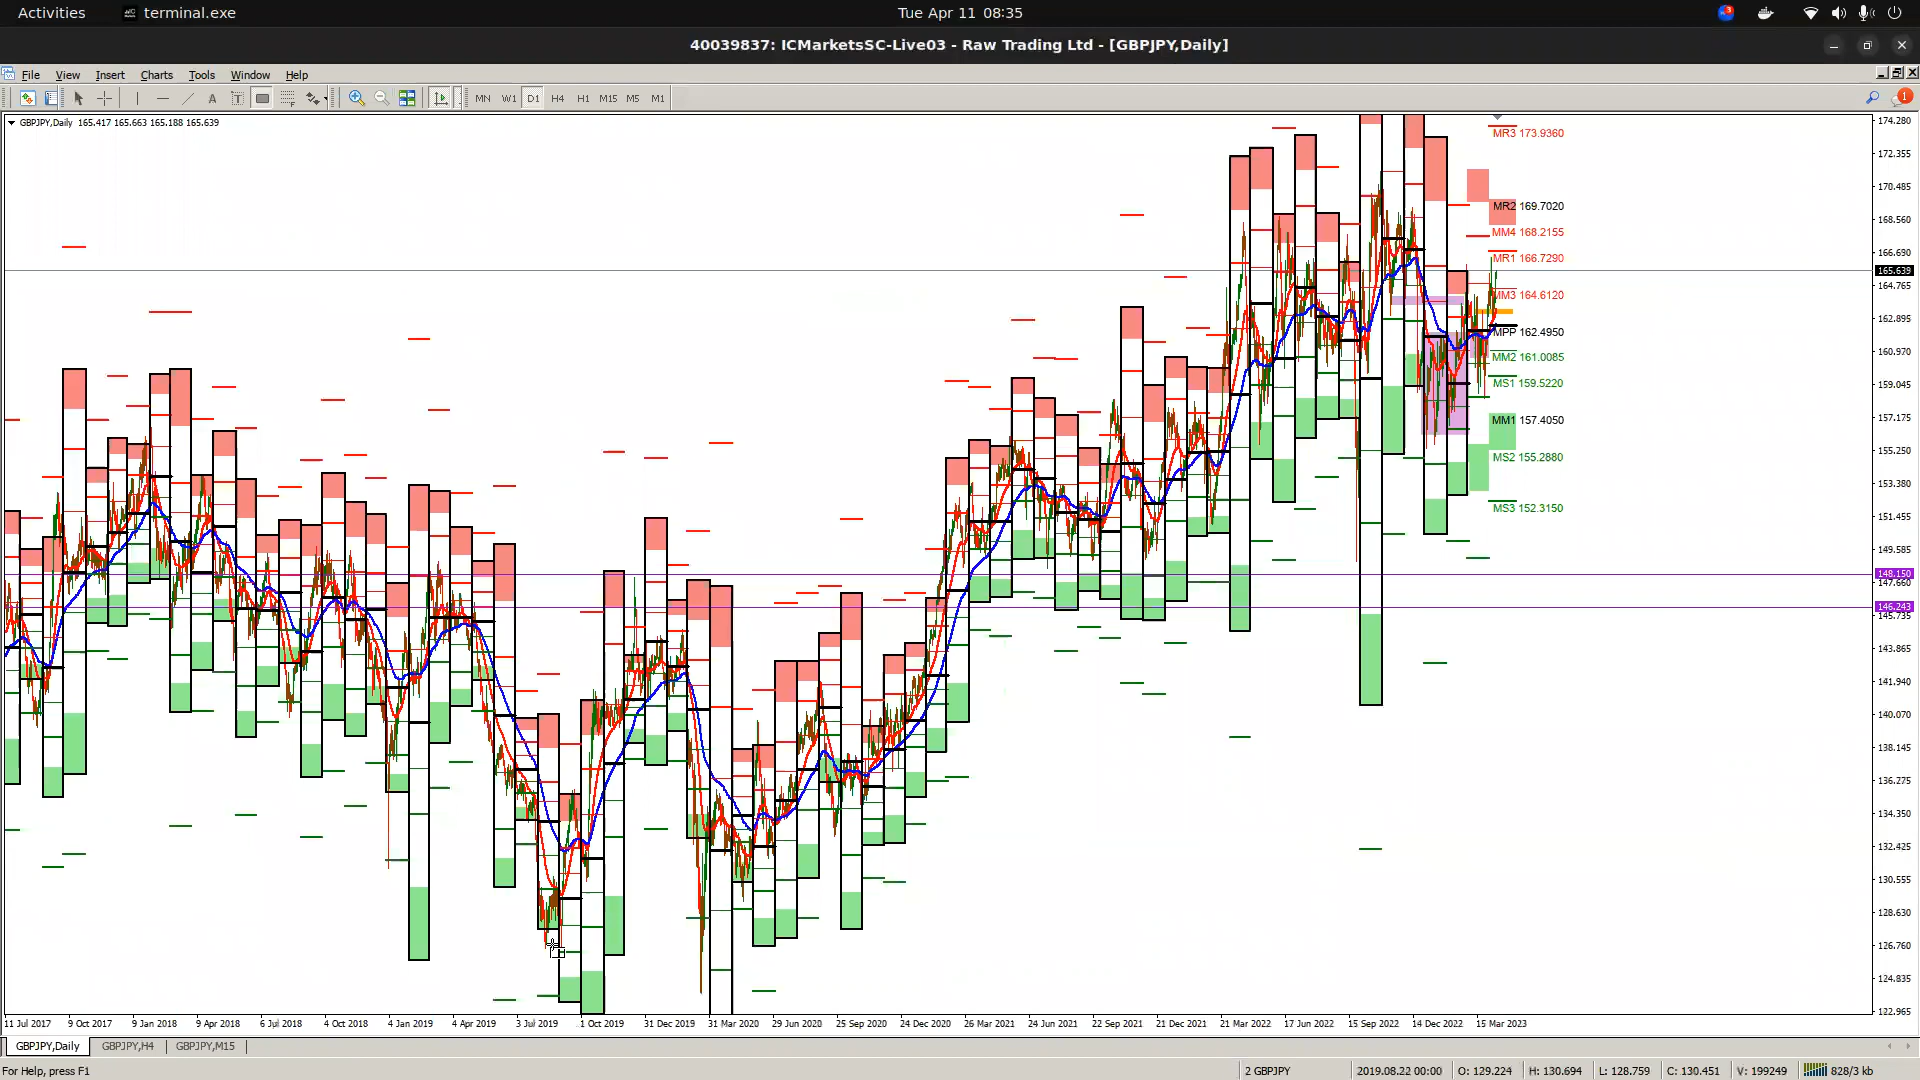 Activities terminal.exe Tue Apr 11 08:35 3
40039837: ICMarketsSC-Live03 - Raw Trading Ltd - [GBPJPY,Daily]
File View Insert Charts Tools Window Help
A T MN W1 D1 H4 H1 M15 M5 M1 1
GBPJPY,Daily 165.417 165.663 165.188 165.639
174.280
MR3 173.9360
172.355
170.485
MR2 169.7020
168.560
MM4 168.2155
MR1 166.7290
166.690
165.639
164.765
MM3 164.6120
162.895
MPP 162.4950
MM2 161.0085
160.970
MS1 159.5220
159.045
MM1 157.4050
157.175
MS2 155.2880
155.250
153.380
MS3 152.3150
151.455
149.585
148.150
147.660
146.243
145.735
143.865
141.940
140.070
138.145
136.275
134.350
132.425
130.555
128.630
126.760
124.835
122.965
11 Jul 2017 9 Oct 2017 9 Jan 2018 9 Apr 2018 6 Jul 2018 4 Oct 2018 4 Jan 2019 4 Apr 2019 3 Jul 2019 1 Oct 2019 31 Dec 2019 31 Mar 2020 29 Jun 2020 25 Sep 2020 24 Dec 2020 26 Mar 2021 24 Jun 2021 22 Sep 2021 21 Dec 2021 21 Mar 2022 17 Jun 2022 15 Sep 2022 14 Dec 2022 15 Mar 2023
GBPJPY,Daily GBPJPY,H4 GBPJPY,M15
For Help, press F1 2 GBPJPY 2019.08.22 00:00 O: 129.224 H: 130.694 L: 128.759 C: 130.451 V: 199249 828/3 kb